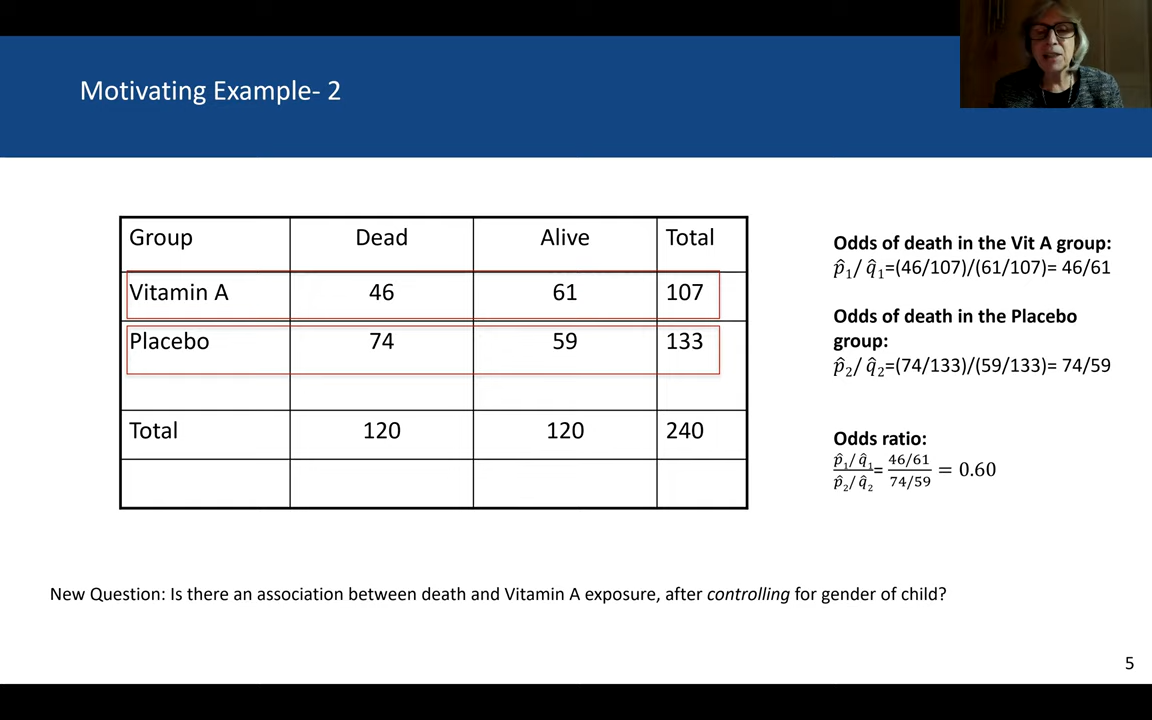 Motivating Example- 2
Group Dead Alive Total
Vitamin A 46 61 107
Placebo 74 59 133
Total 120 120 240
Odds of death in the Vit A group:
p̂₁/ q̂₁=(46/107)/(61/107)= 46/61
Odds of death in the Placebo
group:
p̂₂/ q̂₂=(74/133)/(59/133)= 74/59
Odds ratio:
p̂₁/ q̂₁ / p̂₂/ q̂₂ = 46/61 / 74/59 = 0.60
New Question: Is there an association between death and Vitamin A exposure, after controlling for gender of child?
5